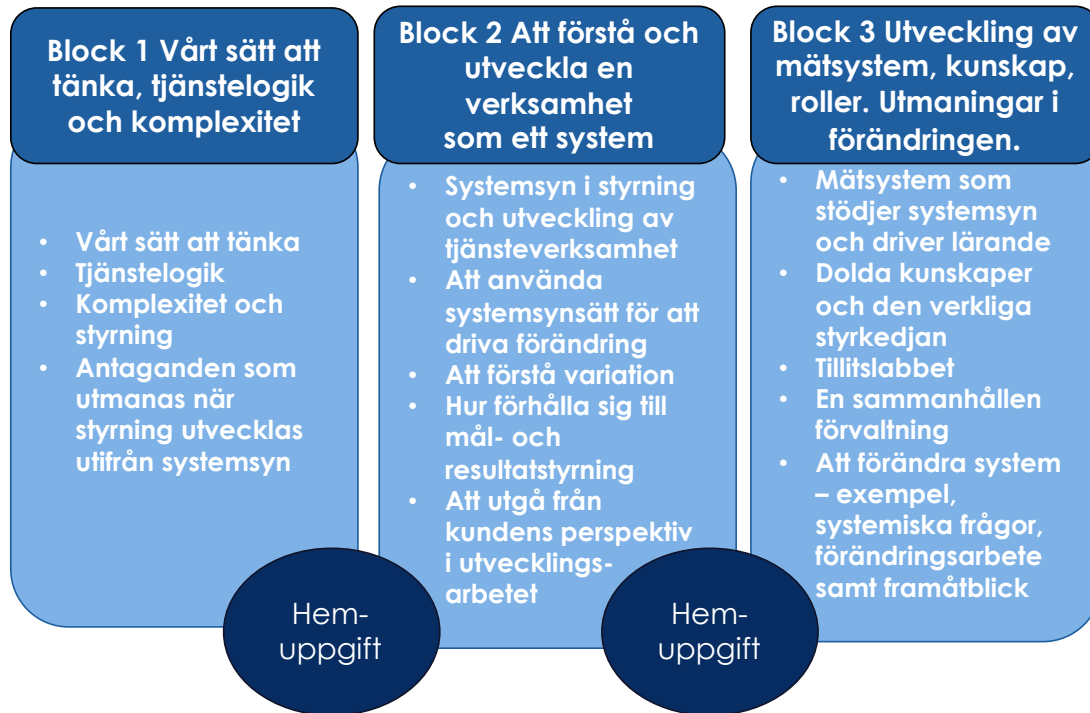 Block 1 Vårt sätt att
tänka, tjänstelogik
och komplexitet
• Vårt sätt att tänka
• Tjänstelogik
• Komplexitet och
styrning
• Antaganden som
utmanas när
styrning utvecklas
utifrån systemsyn
Hem-
uppgift
Block 2 Att förstå och
utveckla en
verksamhet
som ett system
• Systemsyn i styrning
och utveckling av
tjänsteverksamhet
• Att använda
systemsynsätt för att
driva förändring
• Att förstå variation
• Hur förhålla sig till
mål- och
resultatstyrning
• Att utgå från
kundens perspektiv
i utvecklings-
arbetet
Hem-
uppgift
Block 3 Utveckling av
mätsystem, kunskap,
roller. Utmaningar i
förändringen.
• Mätsystem som
stödjer systemsyn
och driver lärande
• Dolda kunskaper
och den verkliga
styrkedjan
• Tillitslabbet
• En sammanhållen
förvaltning
• Att förändra system
– exempel,
systemiska frågor,
förändringsarbete
samt framåtblick